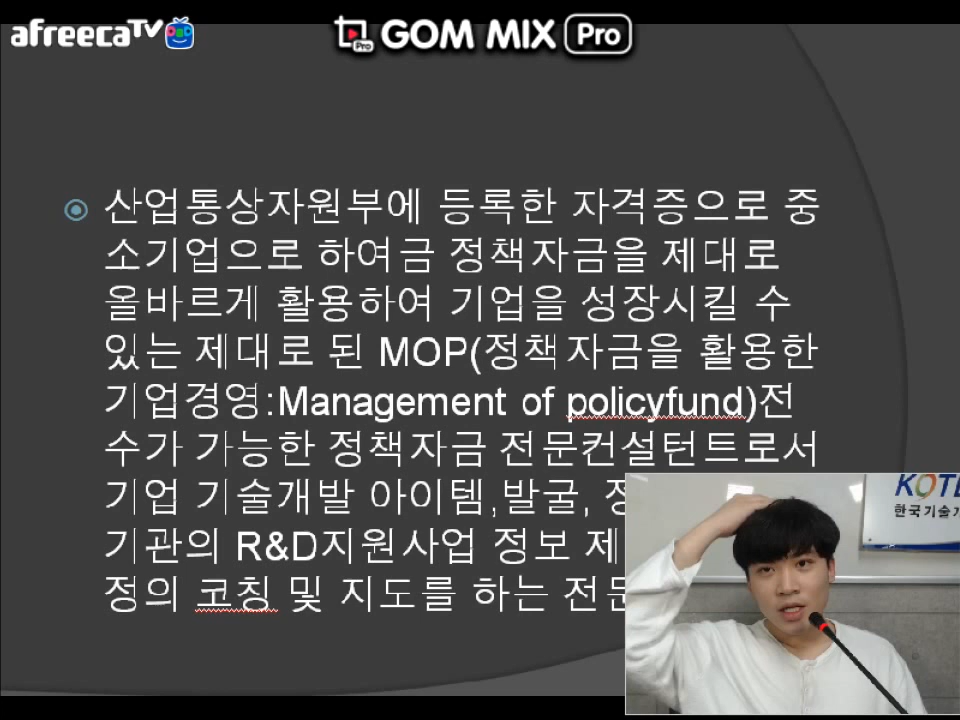 afreecaTV
GOM MIX Pro
산업통상자원부에 등록한 자격증으로 중
소기업으로 하여금 정책자금을 제대로
올바르게 활용하여 기업을 성장시킬 수
있는 제대로 된 MOP(정책자금을 활용한
기업경영:Management of policyfund)전
수가 가능한 정책자금 전문컨설턴트로서
기업 기술개발 아이템,발굴,
기관의 R&D지원사업 정보 제
정의 코칭 및 지도를 하는
한국기술